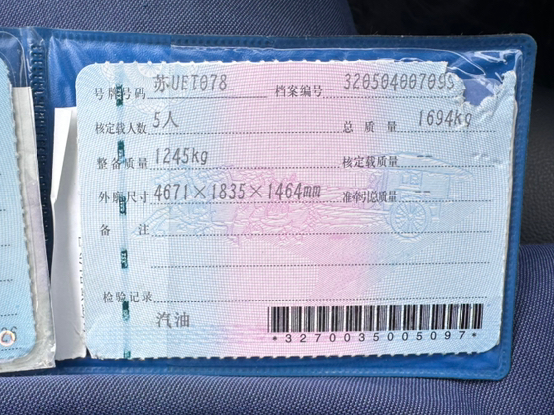 号牌号码 苏UET078 档案编号 320504007099
核定载人数 5人 总质量 1694kg
整备质量 1245kg 核定载质量 --
外廓尺寸 4671×1835×1464mm 准牵引总质量 --
备注
检验记录
汽油
*3270035005097*